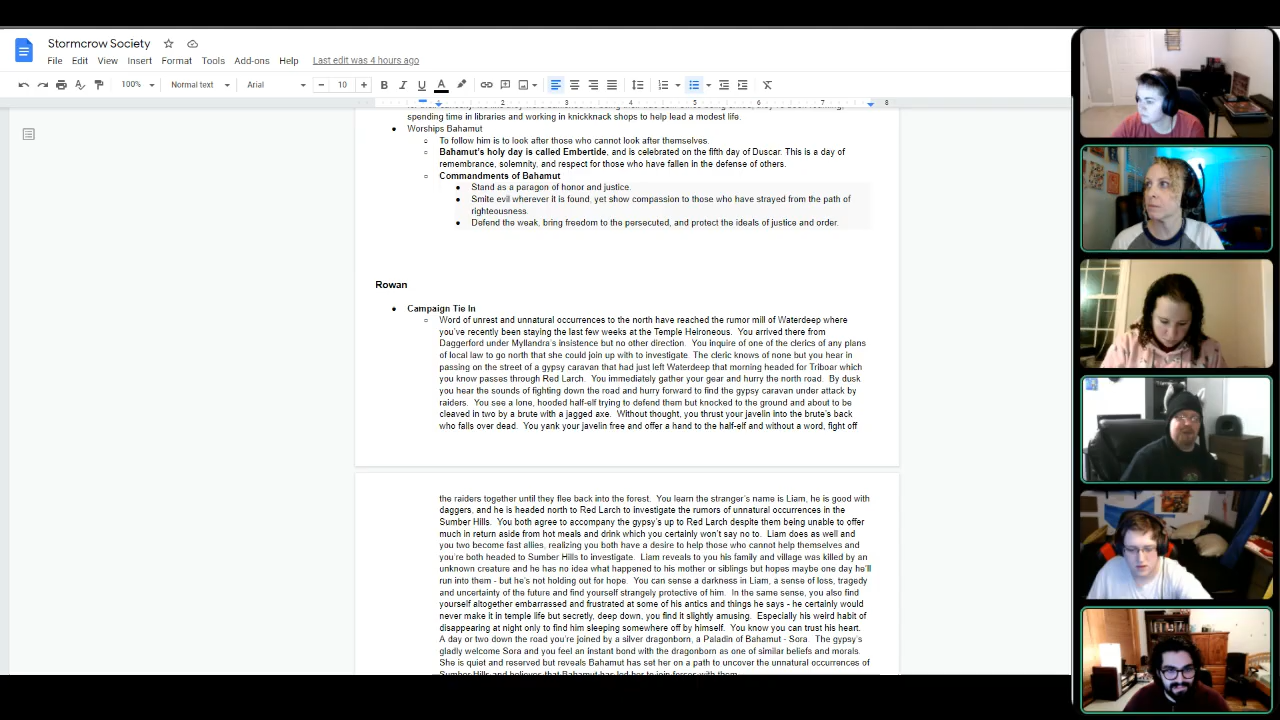 Stormcrow Society
File Edit View Insert Format Tools Add-ons Help Last edit was 4 hours ago
100% Normal text Arial 10
1 2 3 4 5 6 7 8
spending time in libraries and working in knickknack shops to help lead a modest life.
Worships Bahamut
To follow him is to look after those who cannot look after themselves.
Bahamut's holy day is called Embertide, and is celebrated on the fifth day of Duscar. This is a day of
remembrance, solemnity, and respect for those who have fallen in the defense of others.
Commandments of Bahamut
Stand as a paragon of honor and justice.
Smite evil wherever it is found, yet show compassion to those who have strayed from the path of
righteousness.
Defend the weak, bring freedom to the persecuted, and protect the ideals of justice and order.
Rowan
Campaign Tie In
Word of unrest and unnatural occurrences to the north have reached the rumor mill of Waterdeep where
you've recently been staying the last few weeks at the Temple Heironeous. You arrived there from
Daggerford under Myllandra's insistence but no other direction. You inquire of one of the clerics of any plans
of local law to go north that she could join up with to investigate. The cleric knows of none but you hear in
passing on the street of a gypsy caravan that had just left Waterdeep that morning headed for Triboar which
you know passes through Red Larch. You immediately gather your gear and hurry the north road. By dusk
you hear the sounds of fighting down the road and hurry forward to find the gypsy caravan under attack by
raiders. You see a lone, hooded half-elf trying to defend them but knocked to the ground and about to be
cleaved in two by a brute with a jagged axe. Without thought, you thrust your javelin into the brute's back
who falls over dead. You yank your javelin free and offer a hand to the half-elf and without a word, fight off
the raiders together until they flee back into the forest. You learn the stranger's name is Liam, he is good with
daggers, and he is headed north to Red Larch to investigate the rumors of unnatural occurrences in the
Sumber Hills. You both agree to accompany the gypsy's up to Red Larch despite them being unable to offer
much in return aside from hot meals and drink which you certainly won't say no to. Liam does as well and
you two become fast allies, realizing you both have a desire to help those who cannot help themselves and
you're both headed to Sumber Hills to investigate. Liam reveals to you his family and village was killed by an
unknown creature and he has no idea what happened to his mother or siblings but hopes maybe one day he'll
run into them - but he's not holding out for hope. You can sense a darkness in Liam, a sense of loss, tragedy
and uncertainty of the future and find yourself strangely protective of him. In the same sense, you also find
yourself altogether embarrassed and frustrated at some of his antics and things he says - he certainly would
never make it in temple life but secretly, deep down, you find it slightly amusing. Especially his weird habit of
disappearing at night only to find him sleeping somewhere off by himself. You know you can trust his heart.
A day or two down the road you're joined by a silver dragonborn, a Paladin of Bahamut - Sora. The gypsy's
gladly welcome Sora and you feel an instant bond with the dragonborn as one of similar beliefs and morals.
She is quiet and reserved but reveals Bahamut has set her on a path to uncover the unnatural occurrences of
Sumber Hills and believes that Bahamut has led her to join forces with them.